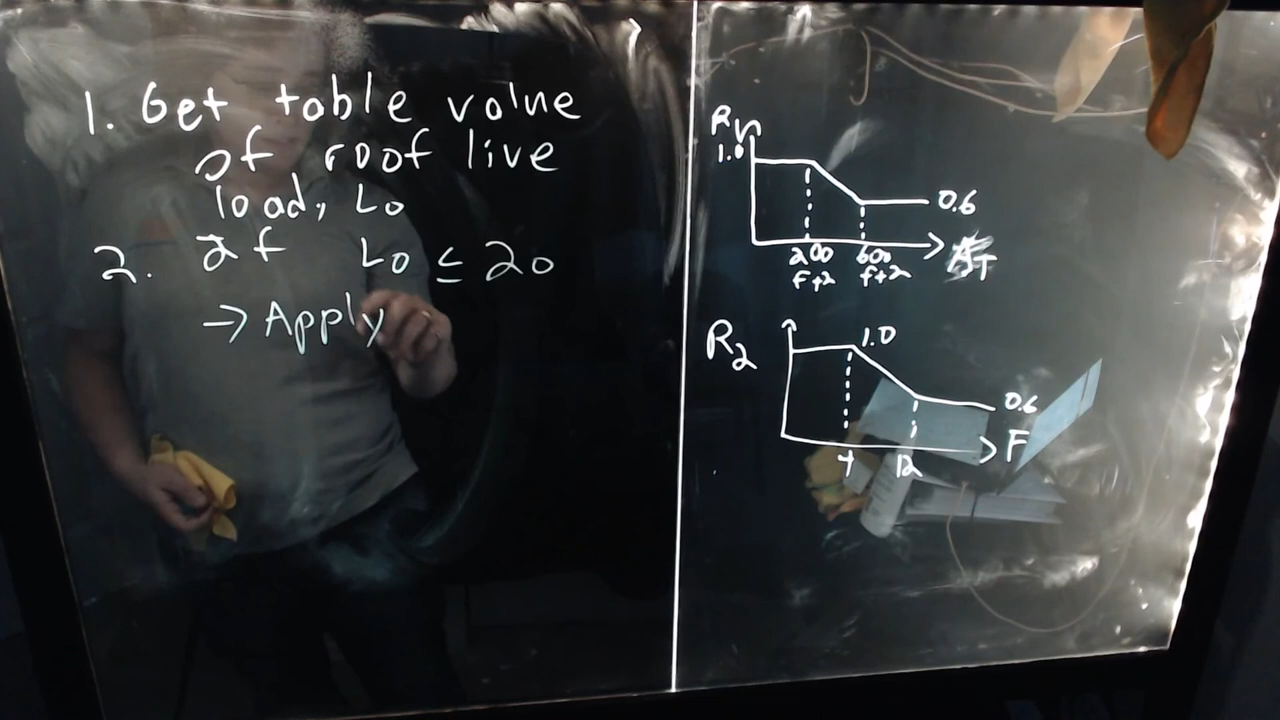 1. Get table value
of roof live
load, Lo
2. If Lo ≤ 20
→ Apply
R1
1.0
0.6
200 600 AT
ft2 ft2
R2
1.0
0.6
4 12 F